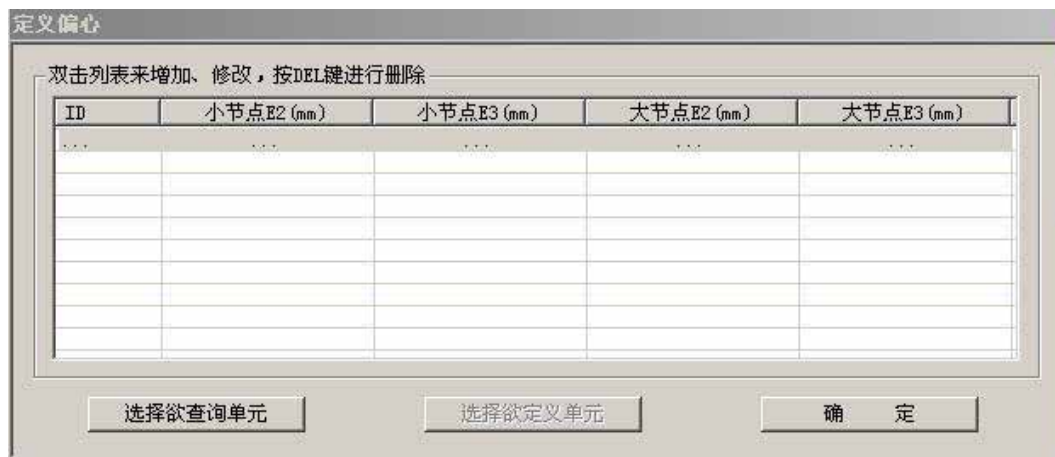 定义偏心
双击列表来增加、修改，按DEL键进行删除
ID 小节点E2(mm) 小节点E3(mm) 大节点E2(mm) 大节点E3(mm)
... ... ... ... ...
选择欲查询单元 选择欲定义单元 确 定